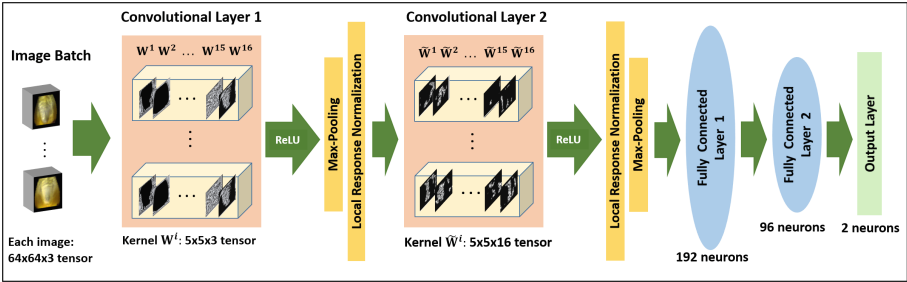 Image Batch
Each image:
64x64x3 tensor
Convolutional Layer 1
W¹ W² ... W¹⁵ W¹⁶
Kernel Wⁱ: 5x5x3 tensor
ReLU
Max-Pooling
Local Response Normalization
Convolutional Layer 2
W̃¹ W̃² ... W̃¹⁵ W̃¹⁶
Kernel W̃ⁱ: 5x5x16 tensor
ReLU
Local Response Normalization
Max-Pooling
Fully Connected
Layer 1
192 neurons
Fully Connected
Layer 2
96 neurons
Output Layer
2 neurons